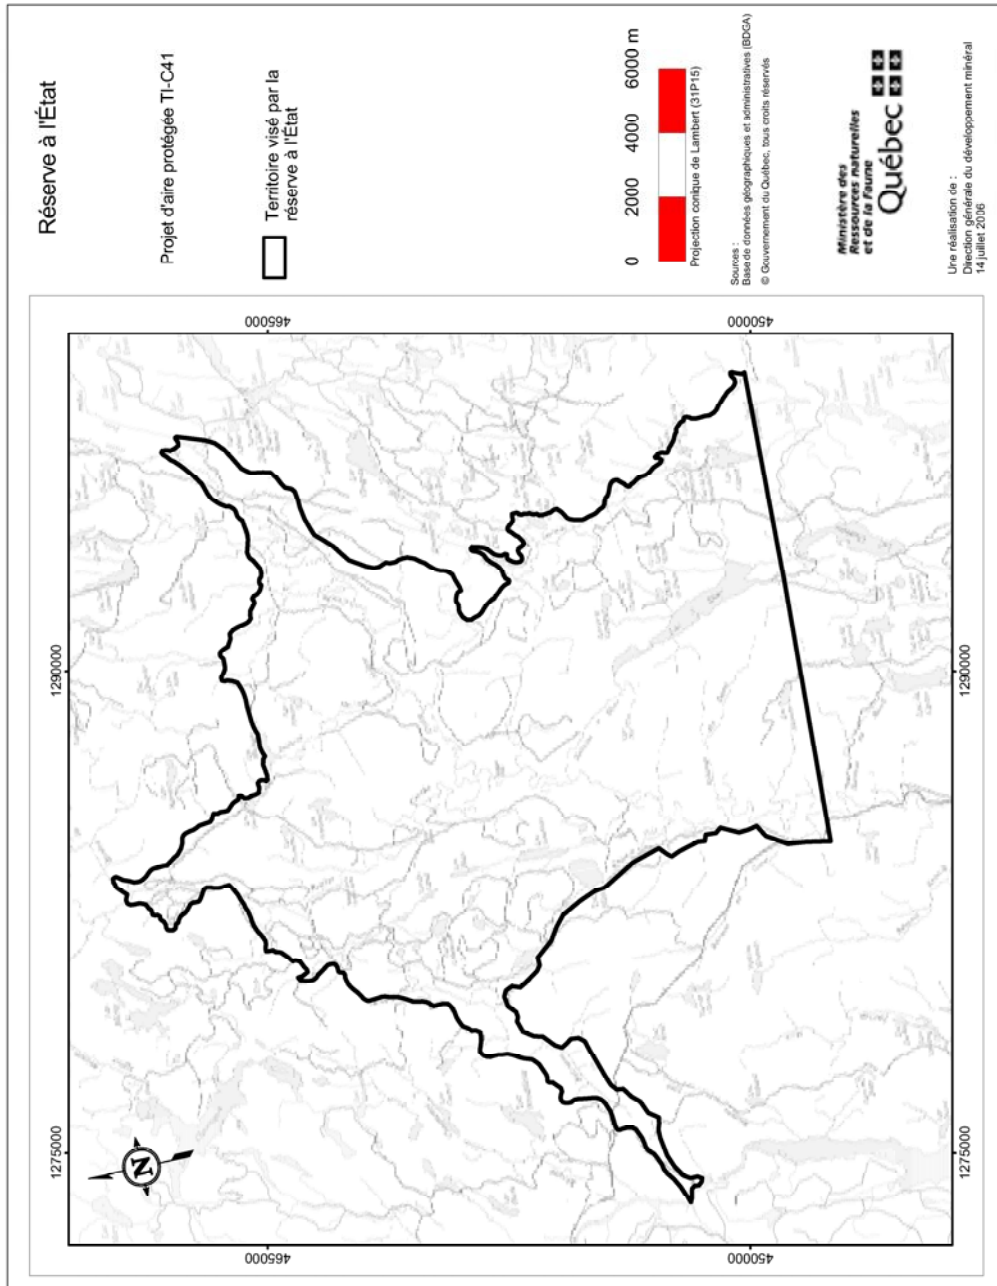 Réserve à l'État
Projet d'aire protégée TI-C41
Territoire visé par la
réserve à l'État
0 2000 4000 6000 m
Projection conique de Lambert (31P15)
Sources :
Base de données géographiques et administratives (BDGA)
© Gouvernement du Québec, tous droits réservés
Ministère des
Ressources naturelles
et de la Faune
Québec
Une réalisation de :
Direction générale du développement minéral
14 juillet 2006
465000
450000
1290000
1275000
N
465000
450000
1290000
1275000